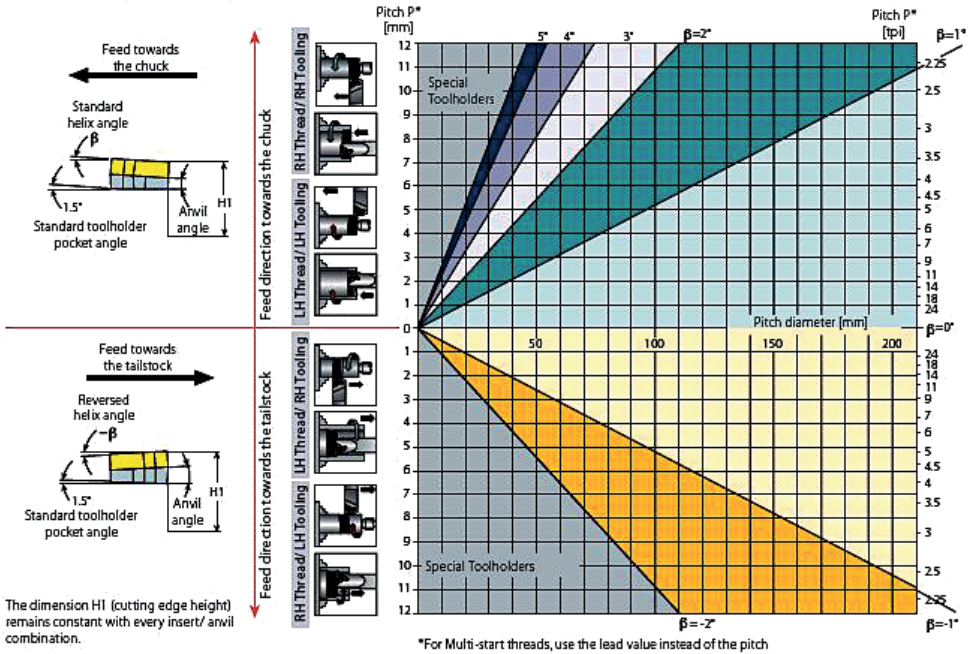 Feed towards
the chuck
Standard
helix angle
β
1.5°
Standard toolholder
pocket angle
Anvil
angle
H1
Feed towards
the tailstock
Reversed
helix angle
-β
1.5°
Standard toolholder
pocket angle
Anvil
angle
H1
The dimension H1 (cutting edge height)
remains constant with every insert/ anvil
combination.
Feed direction towards the chuck
Feed direction towards the tailstock
RH Thread/ RH Tooling
LH Thread/ LH Tooling
LH Thread/ RH Tooling
RH Thread/ LH Tooling
Pitch P*
[mm]
12
11
10
9
8
7
6
5
4
3
2
1
0
1
2
3
4
5
6
7
8
9
10
11
12
5°
4°
3°
β=2°
Special
Toolholders
Pitch P*
[tpi]
β=1°
2.25
2.5
3
3.5
4
4.5
5
6
7
9
11
14
18
24
Pitch diameter [mm]
β=0°
50
100
150
200
24
18
14
11
9
7
6
5
4.5
4
3.5
3
2.5
2.25
Special Toolholders
β=-2°
β=-1°
*For Multi-start threads, use the lead value instead of the pitch